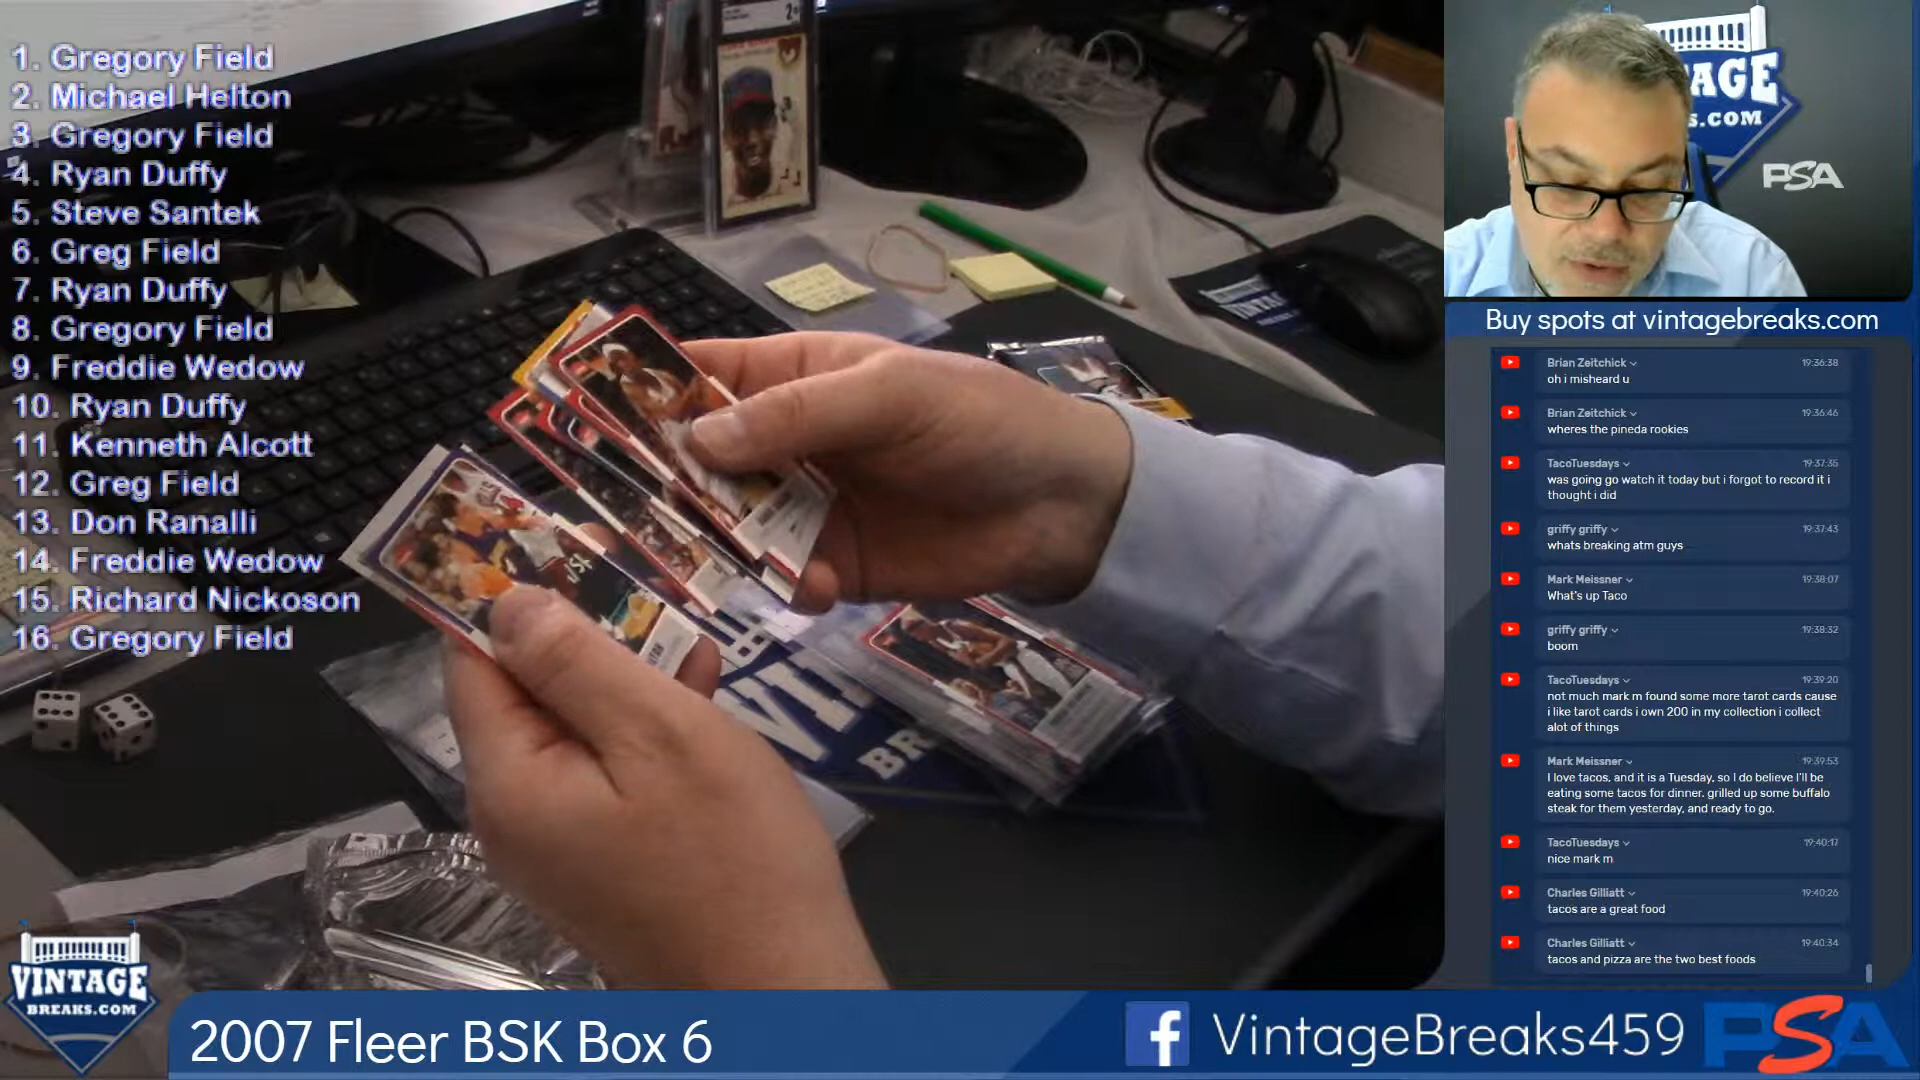 1. Gregory Field
2. Michael Helton
3. Gregory Field
4. Ryan Duffy
5. Steve Santek
6. Greg Field
7. Ryan Duffy
8. Gregory Field
9. Freddie Wedow
10. Ryan Duffy
11. Kenneth Alcott
12. Greg Field
13. Don Ranalli
14. Freddie Wedow
15. Richard Nickoson
16. Gregory Field
VINTAGE
BREAKS.COM
2007 Fleer BSK Box 6
VintageBreaks459
PSA
PSA
Buy spots at vintagebreaks.com
Brian Zeitchick 19:36:38
oh i misheard u
Brian Zeitchick 19:36:46
wheres the pineda rookies
TacoTuesdays 19:37:35
was going go watch it today but i forgot to record it i
thought i did
griffy griffy 19:37:43
whats breaking atm guys
Mark Meissner 19:38:07
What's up Taco
griffy griffy 19:38:32
boom
TacoTuesdays 19:39:20
not much mark m found some more tarot cards cause
i like tarot cards i own 200 in my collection i collect
alot of things
Mark Meissner 19:39:53
I love tacos, and it is a Tuesday, so I do believe I'll be
eating some tacos for dinner. grilled up some buffalo
steak for them yesterday, and ready to go.
TacoTuesdays 19:40:17
nice mark m
Charles Gilliatt 19:40:26
tacos are a great food
Charles Gilliatt 19:40:34
tacos and pizza are the two best foods